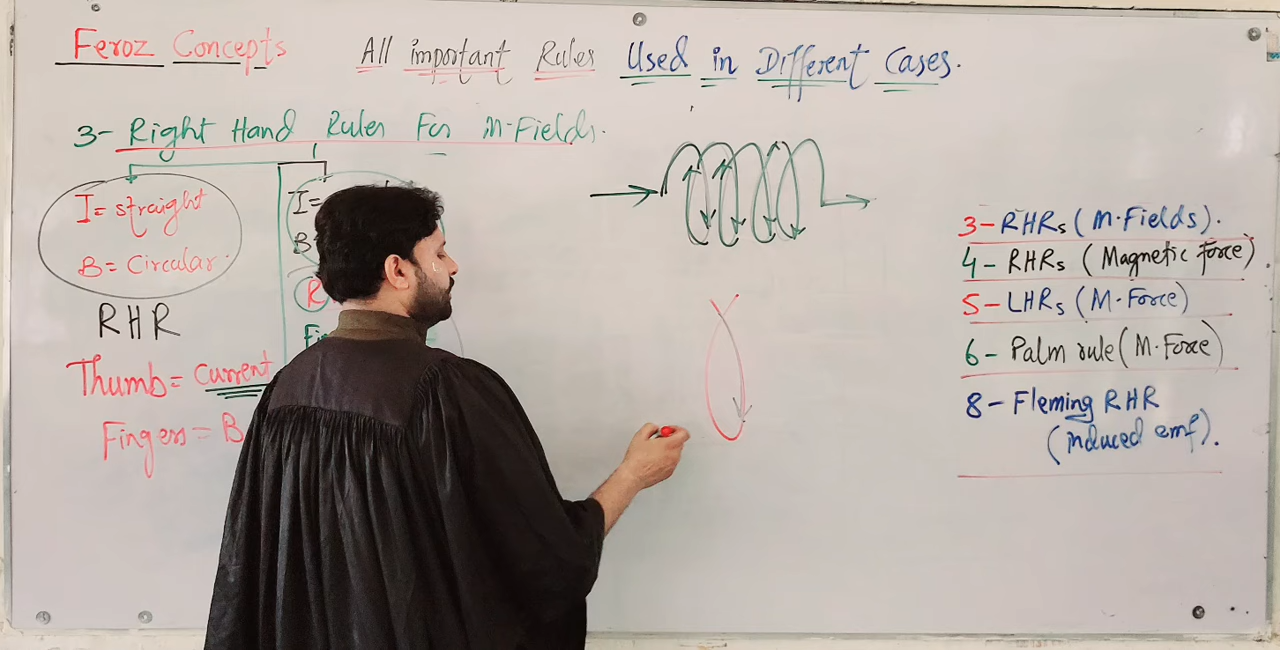 Feroz Concepts
All important Rules Used in Different Cases.
3- Right Hand Rules For M-Fields.
I = straight
B = Circular.
RHR
Thumb = current
Fingers = B
I =
B
R
3- RHRs (M.Fields).
4- RHRs (Magnetic force)
5- LHRs (M.Force)
6- Palm rule (M.Force)
8- Fleming RHR
(induced emf).